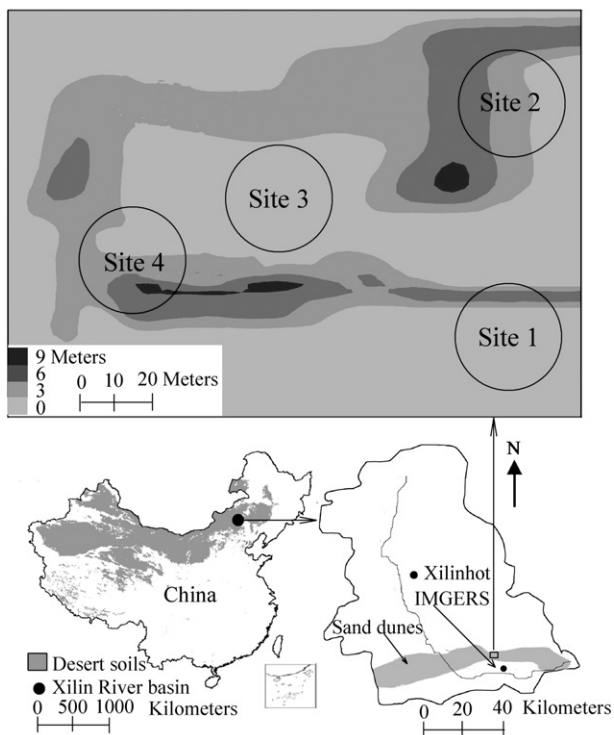 Site 2
Site 3
Site 4
Site 1
9 Meters
6
3
0
0 10 20 Meters
N
China
Xilinhot
IMGERS
Sand dunes
Desert soils
Xilin River basin
0 500 1000 Kilometers
0 20 40 Kilometers